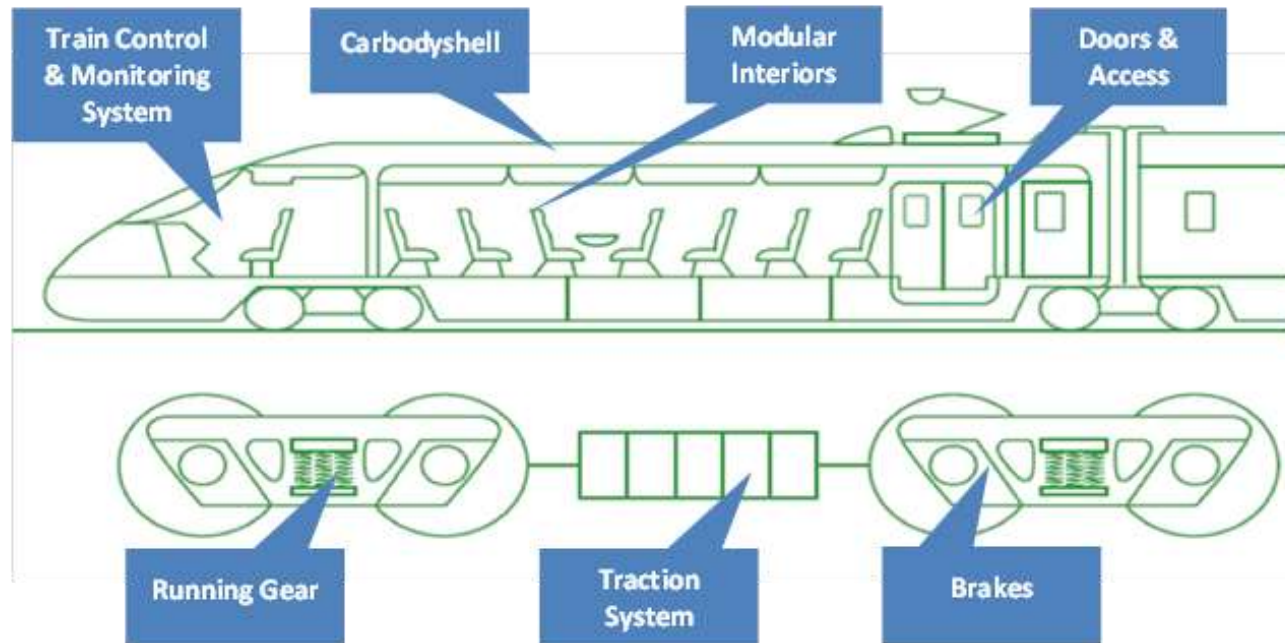 Train Control
& Monitoring
System
Carbodyshell
Modular
Interiors
Doors &
Access
Running Gear
Traction
System
Brakes